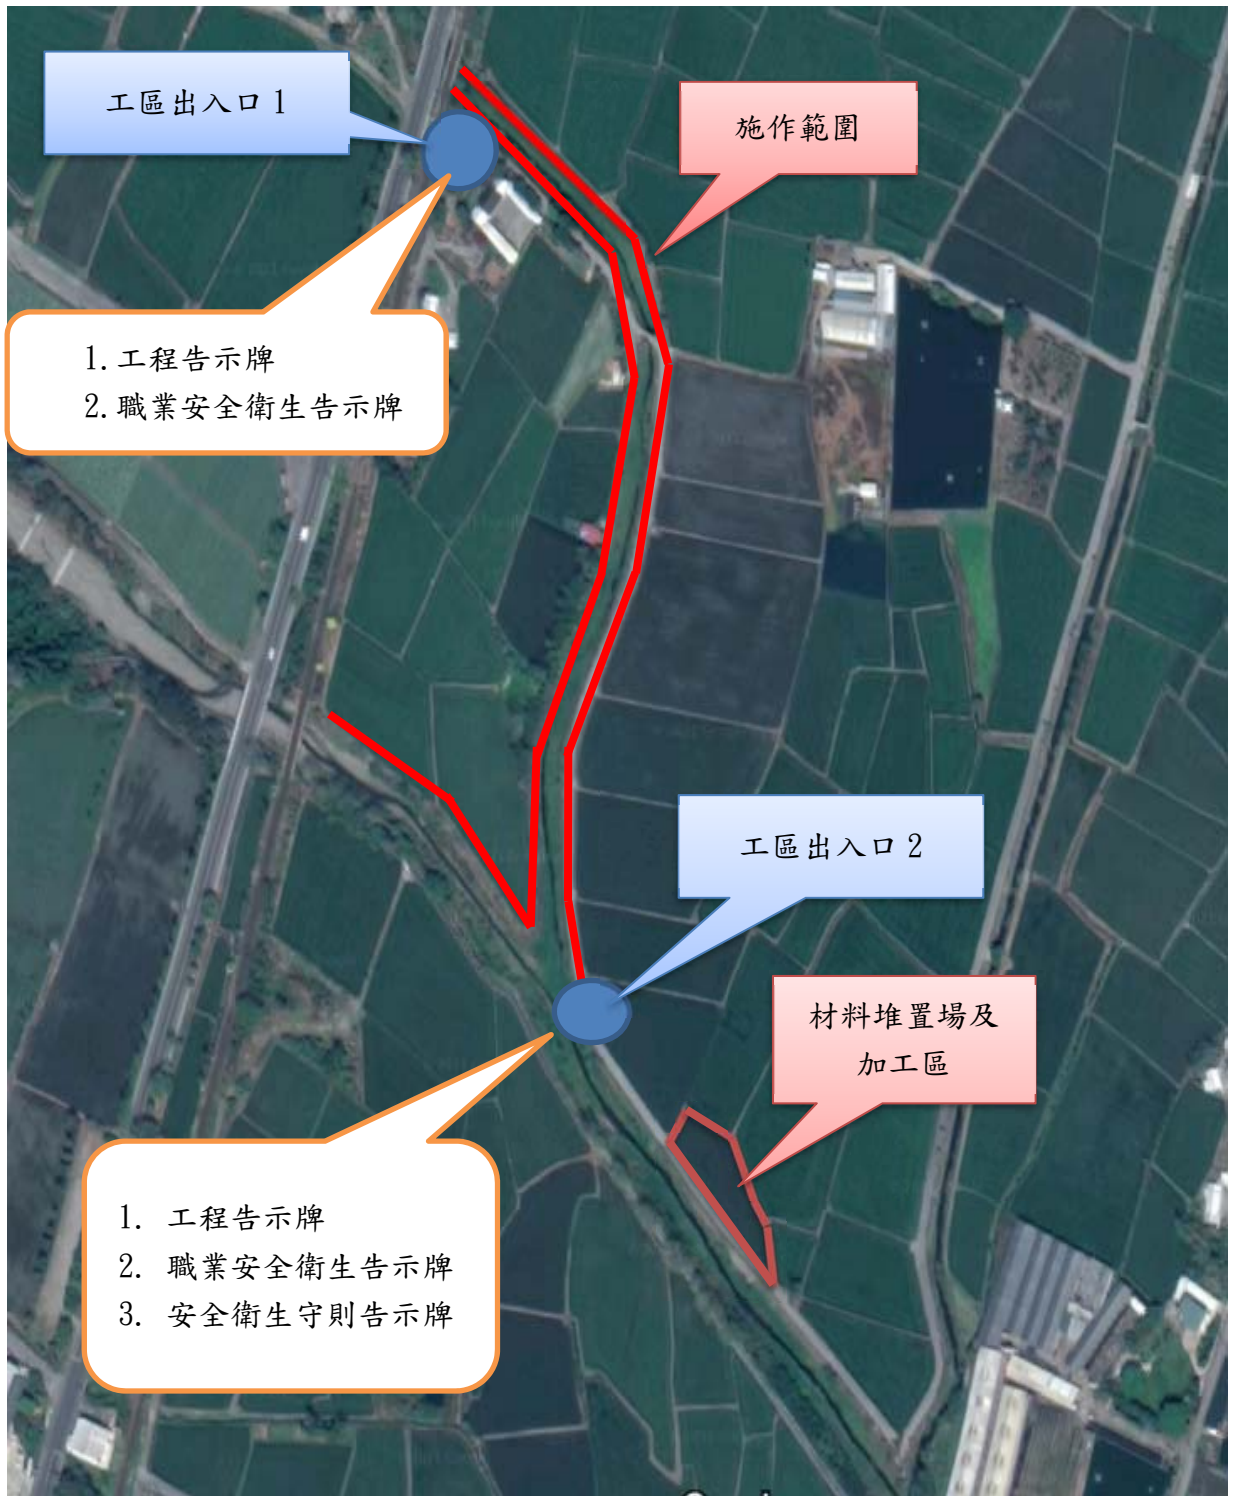 工區出入口 1
施作範圍
1. 工程告示牌
2. 職業安全衛生告示牌
工區出入口 2
材料堆置場及
加工區
1. 工程告示牌
2. 職業安全衛生告示牌
3. 安全衛生守則告示牌